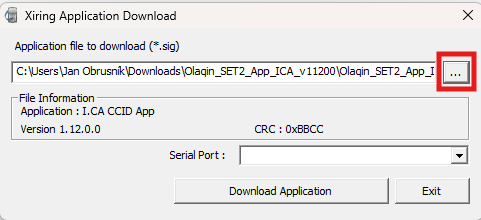 Xiring Application Download
Application file to download (*.sig)
C:\Users\Jan Obrusník\Downloads\Olaqin_SET2_App_ICA_v11200\Olaqin_SET2_App_I
...
File Information
Application : I.CA CCID App
Version 1.12.0.0 CRC : 0xBBCC
Serial Port :
Download Application Exit